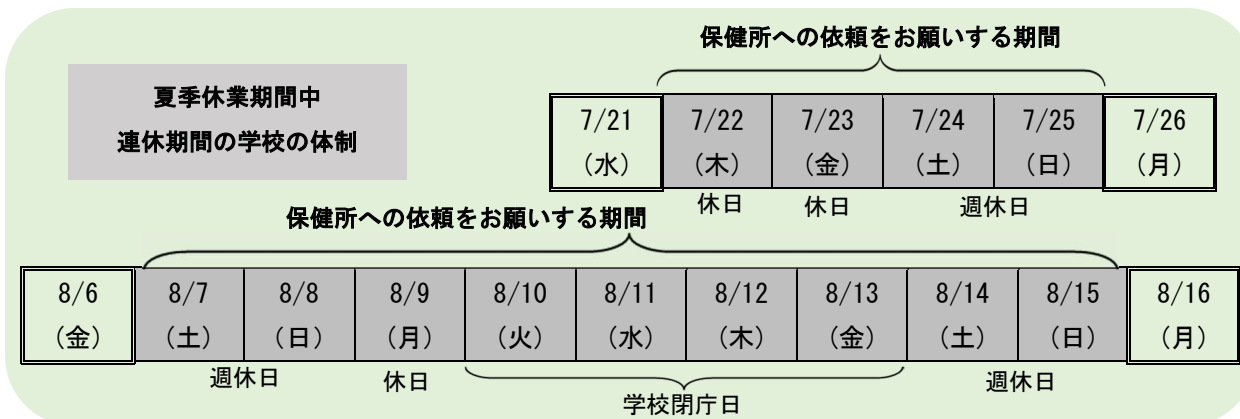 保健所への依頼をお願いする期間
夏季休業期間中
連休期間の学校の体制
7/21 7/22 7/23 7/24 7/25 7/26
（水） （木） （金） （土） （日） （月）
休日 休日 週休日
保健所への依頼をお願いする期間
8/6 8/7 8/8 8/9 8/10 8/11 8/12 8/13 8/14 8/15 8/16
（金） （土） （日） （月） （火） （水） （木） （金） （土） （日） （月）
週休日 休日 週休日
学校閉庁日